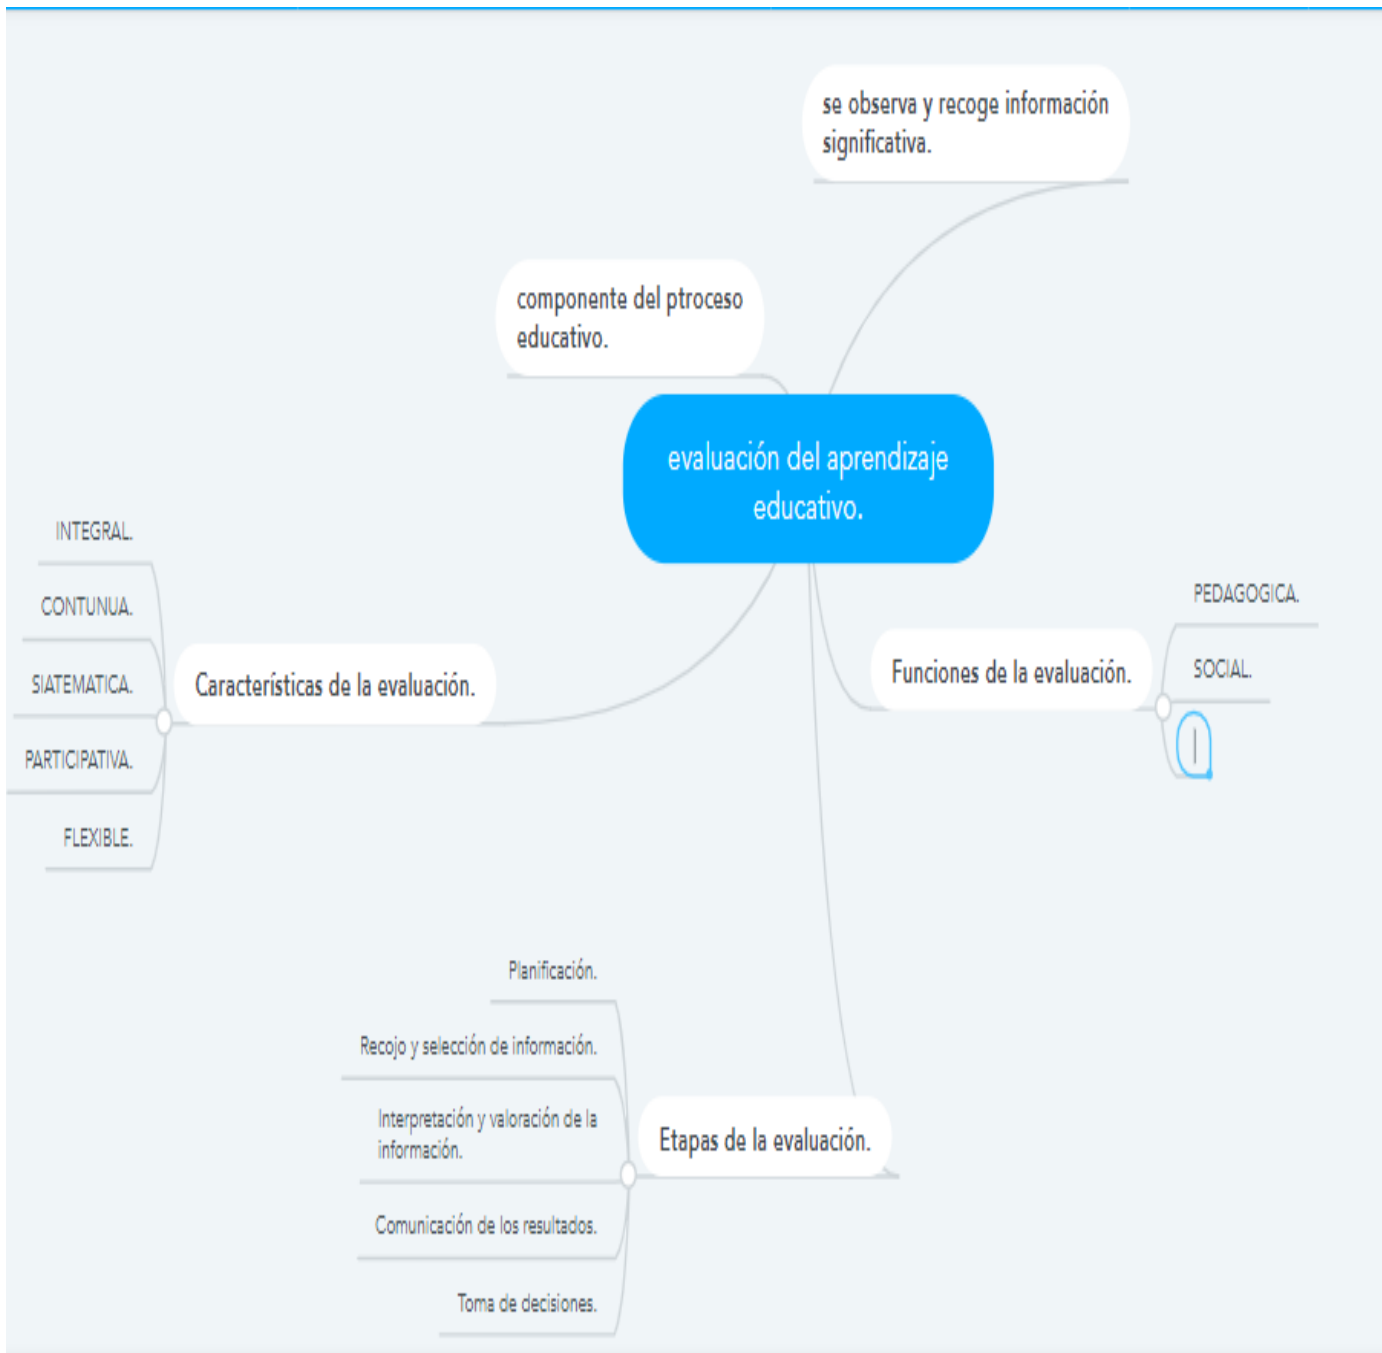 se observa y recoge información
significativa.
componente del ptroceso
educativo.
evaluación del aprendizaje
educativo.
INTEGRAL.
CONTUNUA.
SIATEMATICA.
PARTICIPATIVA.
FLEXIBLE.
Características de la evaluación.
Funciones de la evaluación.
PEDAGOGICA.
SOCIAL.
Planificación.
Recojo y selección de información.
Interpretación y valoración de la
información.
Comunicación de los resultados.
Toma de decisiones.
Etapas de la evaluación.